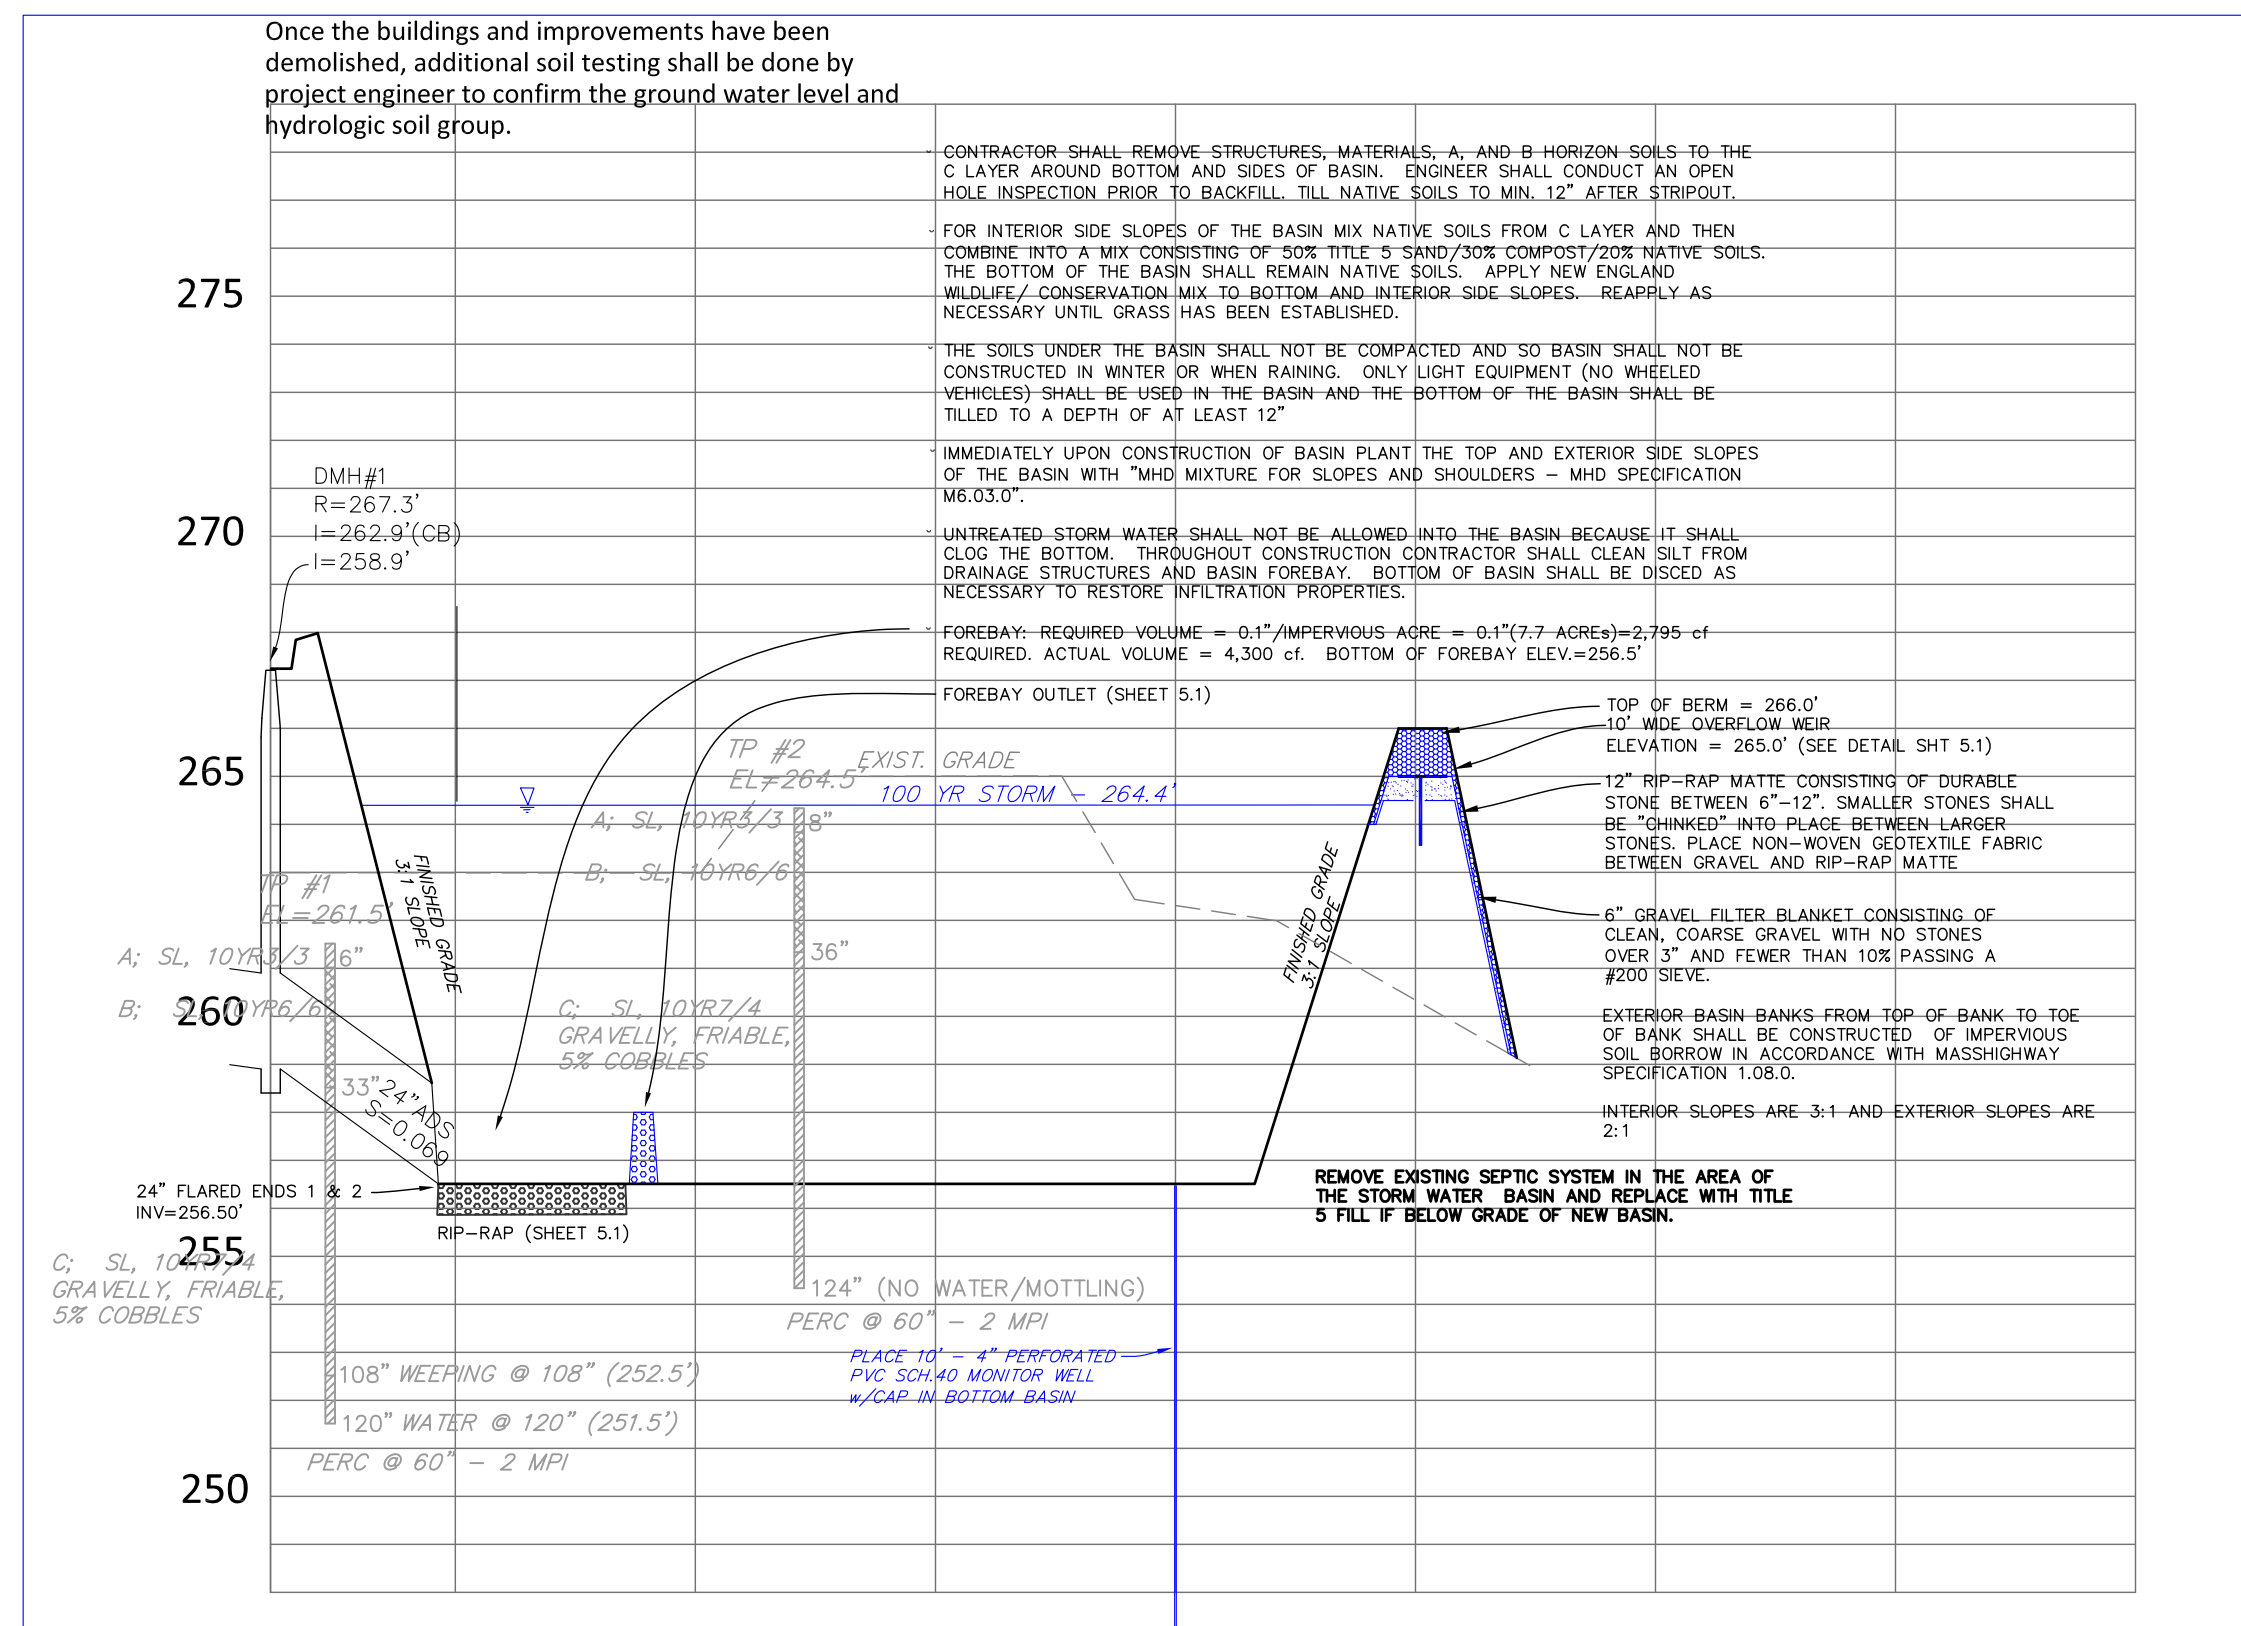 Once the buildings and improvements have been
demolished, additional soil testing shall be done by
project engineer to confirm the ground water level and
hydrologic soil group.
CONTRACTOR SHALL REMOVE STRUCTURES, MATERIALS, A, AND B HORIZON SOILS TO THE
C LAYER AROUND BOTTOM AND SIDES OF BASIN. ENGINEER SHALL CONDUCT AN OPEN
HOLE INSPECTION PRIOR TO BACKFILL. TILL NATIVE SOILS TO MIN. 12" AFTER STRIPOUT.
FOR INTERIOR SIDE SLOPES OF THE BASIN MIX NATIVE SOILS FROM C LAYER AND THEN
COMBINE INTO A MIX CONSISTING OF 50% TITLE 5 SAND/30% COMPOST/20% NATIVE SOILS.
THE BOTTOM OF THE BASIN SHALL REMAIN NATIVE SOILS. APPLY NEW ENGLAND
WILDLIFE/ CONSERVATION MIX TO BOTTOM AND INTERIOR SIDE SLOPES. REAPPLY AS
NECESSARY UNTIL GRASS HAS BEEN ESTABLISHED.
THE SOILS UNDER THE BASIN SHALL NOT BE COMPACTED AND SO BASIN SHALL NOT BE
CONSTRUCTED IN WINTER OR WHEN RAINING. ONLY LIGHT EQUIPMENT (NO WHEELED
VEHICLES) SHALL BE USED IN THE BASIN AND THE BOTTOM OF THE BASIN SHALL BE
TILLED TO A DEPTH OF AT LEAST 12"
IMMEDIATELY UPON CONSTRUCTION OF BASIN PLANT THE TOP AND EXTERIOR SIDE SLOPES
OF THE BASIN WITH "MHD MIXTURE FOR SLOPES AND SHOULDERS – MHD SPECIFICATION
M6.03.0".
UNTREATED STORM WATER SHALL NOT BE ALLOWED INTO THE BASIN BECAUSE IT SHALL
CLOG THE BOTTOM. THROUGHOUT CONSTRUCTION CONTRACTOR SHALL CLEAN SILT FROM
DRAINAGE STRUCTURES AND BASIN FOREBAY. BOTTOM OF BASIN SHALL BE DISCED AS
NECESSARY TO RESTORE INFILTRATION PROPERTIES.
FOREBAY: REQUIRED VOLUME = 0.1"/IMPERVIOUS ACRE = 0.1"(7.7 ACREs)=2,795 cf
REQUIRED. ACTUAL VOLUME = 4,300 cf. BOTTOM OF FOREBAY ELEV.=256.5'
FOREBAY OUTLET (SHEET 5.1)
275
270
265
260
255
250
DMH#1
R=267.3'
I=262.9'(CB)
I=258.9'
TOP OF BERM = 266.0'
10' WIDE OVERFLOW WEIR
ELEVATION = 265.0' (SEE DETAIL SHT 5.1)
12" RIP-RAP MATTE CONSISTING OF DURABLE
STONE BETWEEN 6"-12". SMALLER STONES SHALL
BE "CHINKED" INTO PLACE BETWEEN LARGER
STONES. PLACE NON-WOVEN GEOTEXTILE FABRIC
BETWEEN GRAVEL AND RIP-RAP MATTE
6" GRAVEL FILTER BLANKET CONSISTING OF
CLEAN, COARSE GRAVEL WITH NO STONES
OVER 3" AND FEWER THAN 10% PASSING A
#200 SIEVE.
EXTERIOR BASIN BANKS FROM TOP OF BANK TO TOE
OF BANK SHALL BE CONSTRUCTED OF IMPERVIOUS
SOIL BORROW IN ACCORDANCE WITH MASSHIGHWAY
SPECIFICATION 1.08.0.
INTERIOR SLOPES ARE 3:1 AND EXTERIOR SLOPES ARE
2:1
REMOVE EXISTING SEPTIC SYSTEM IN THE AREA OF
THE STORM WATER BASIN AND REPLACE WITH TITLE
5 FILL IF BELOW GRADE OF NEW BASIN.
TP #2
EL=264.5'
EXIST. GRADE
100 YR STORM – 264.4'
A; SL, 10YR3/3
8"
B; SL, 10YR6/6
36"
C; SL, 10YR7/4
GRAVELLY, FRIABLE,
5% COBBLES
124" (NO WATER/MOTTLING)
PERC @ 60" – 2 MPI
FINISHED GRADE
3:1 SLOPE
FINISHED GRADE
3:1 SLOPE
TP #1
EL=261.5'
A; SL, 10YR3/3
6"
B; SL, 10YR6/6
33"
24"ADS
S=0.069
24" FLARED ENDS 1 & 2
INV=256.50'
RIP-RAP (SHEET 5.1)
C; SL, 10YR7/4
GRAVELLY, FRIABLE,
5% COBBLES
108" WEEPING @ 108" (252.5')
120" WATER @ 120" (251.5')
PERC @ 60" – 2 MPI
PLACE 10' – 4" PERFORATED
PVC SCH.40 MONITOR WELL
w/CAP IN BOTTOM BASIN